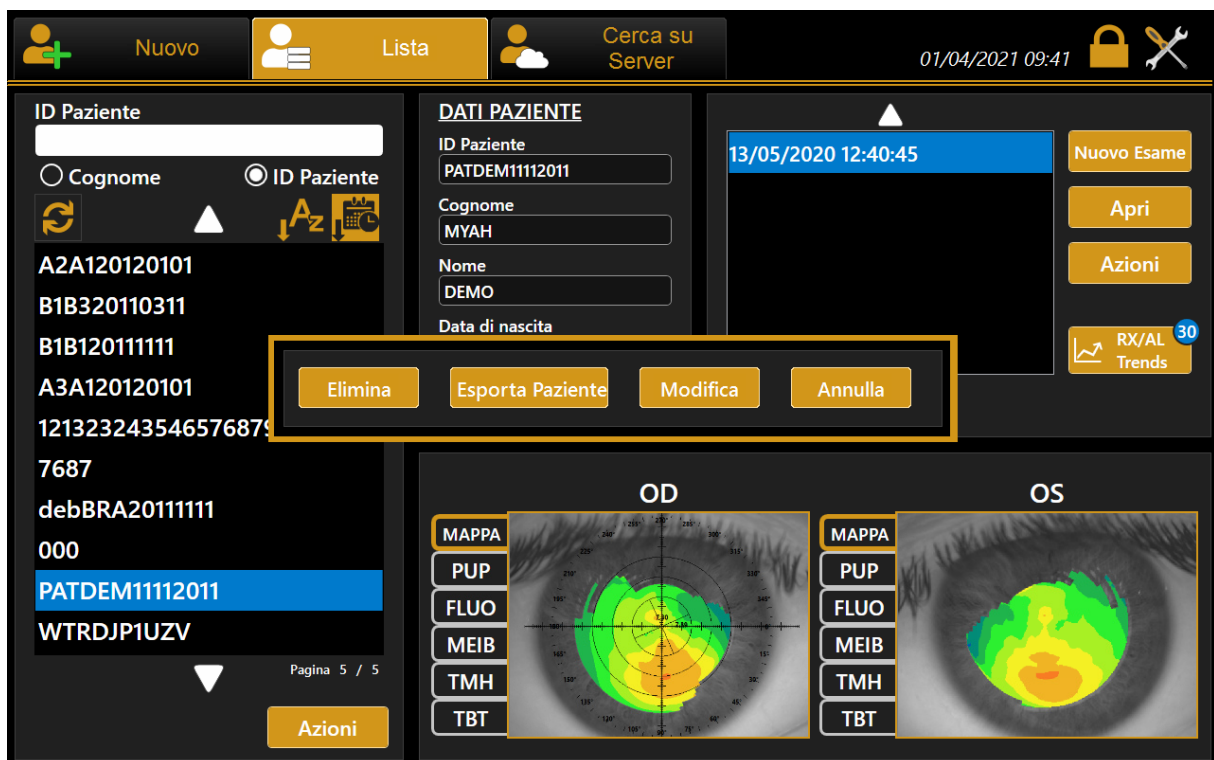 Nuovo
Lista
Cerca su
Server
01/04/2021 09:41
ID Paziente
Cognome
ID Paziente
AZ
A2A120120101
B1B320110311
B1B120111111
A3A120120101
7687
debBRA20111111
000
PATDEM11112011
WTRDJP1UZV
Pagina 5 / 5
Azioni
DATI PAZIENTE
ID Paziente
PATDEM11112011
Cognome
MYAH
Nome
DEMO
Data di nascita
13/05/2020 12:40:45
Nuovo Esame
Apri
Azioni
30
RX/AL
Trends
Elimina
Esporta Paziente
Modifica
Annulla
OD
MAPPA
PUP
FLUO
MEIB
TMH
TBT
OS
MAPPA
PUP
FLUO
MEIB
TMH
TBT